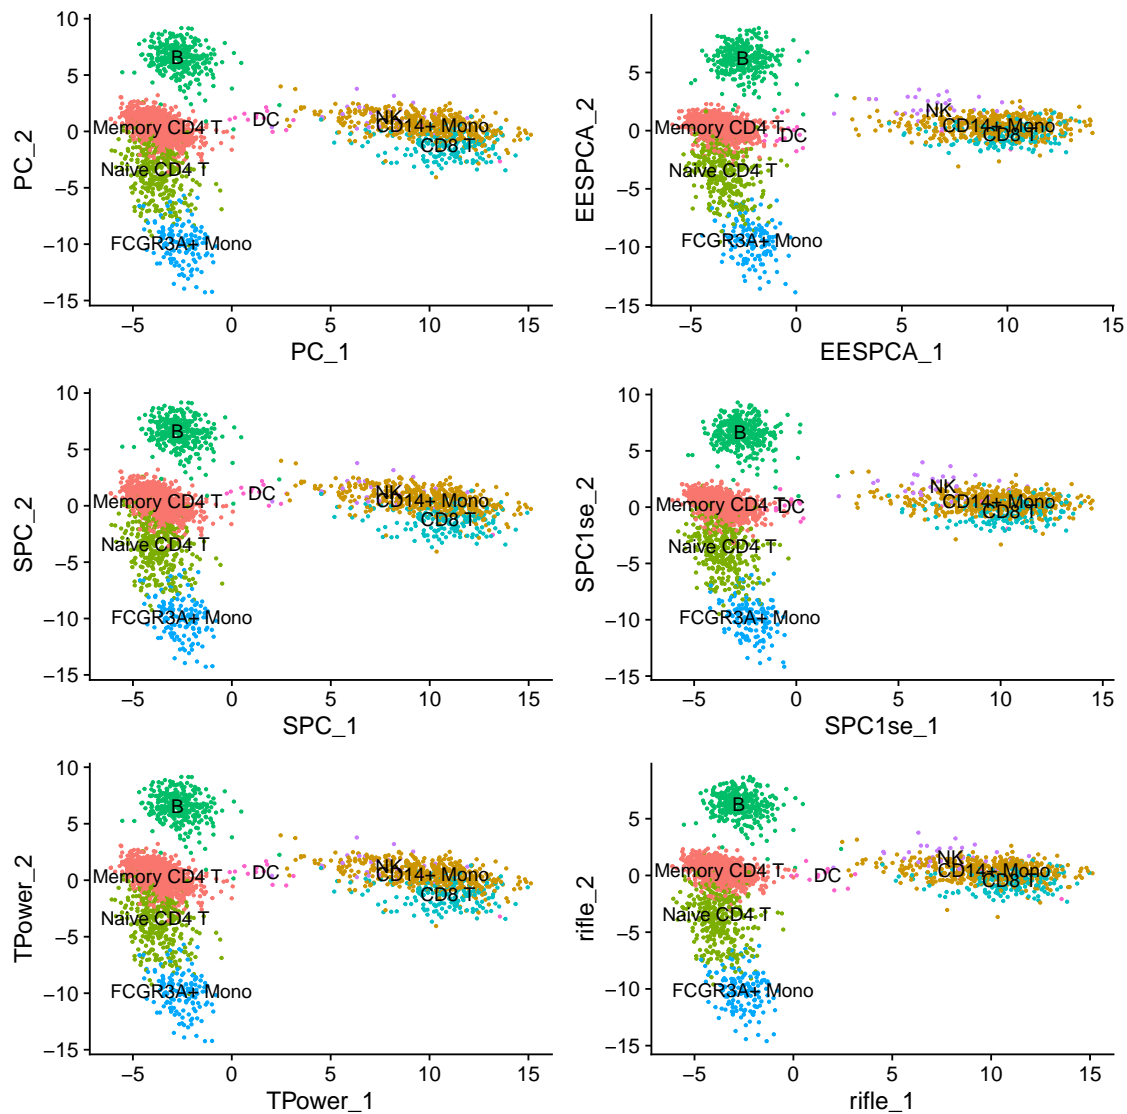 10
5
0
−5
−10
−15
PC_2
B
Memory CD4 T
Naive CD4 T
FCGR3A+ Mono
DC
NK
CD14+ Mono
CD8 T
−5
0
5
10
15
PC_1
5
0
−5
−10
−15
EESPCA_2
B
Memory CD4 T
DC
Naive CD4 T
FCGR3A+ Mono
NK
CD14+ Mono
CD8 T
−5
0
5
10
15
EESPCA_1
10
5
0
−5
−10
−15
SPC_2
B
Memory CD4 T
Naive CD4 T
FCGR3A+ Mono
DC
NK
CD14+ Mono
CD8 T
−5
0
5
10
15
SPC_1
10
5
0
−5
−10
−15
SPC1se_2
B
Memory CD4 T
DC
Naive CD4 T
FCGR3A+ Mono
NK
CD14+ Mono
CD8 T
−5
0
5
10
15
SPC1se_1
10
5
0
−5
−10
−15
TPower_2
B
Memory CD4 T
Naive CD4 T
FCGR3A+ Mono
DC
NK
CD14+ Mono
CD8 T
−5
0
5
10
15
TPower_1
5
0
−5
−10
−15
rifle_2
B
Memory CD4 T
DC
Naive CD4 T
FCGR3A+ Mono
NK
CD14+ Mono
CD8 T
−5
0
5
10
15
rifle_1